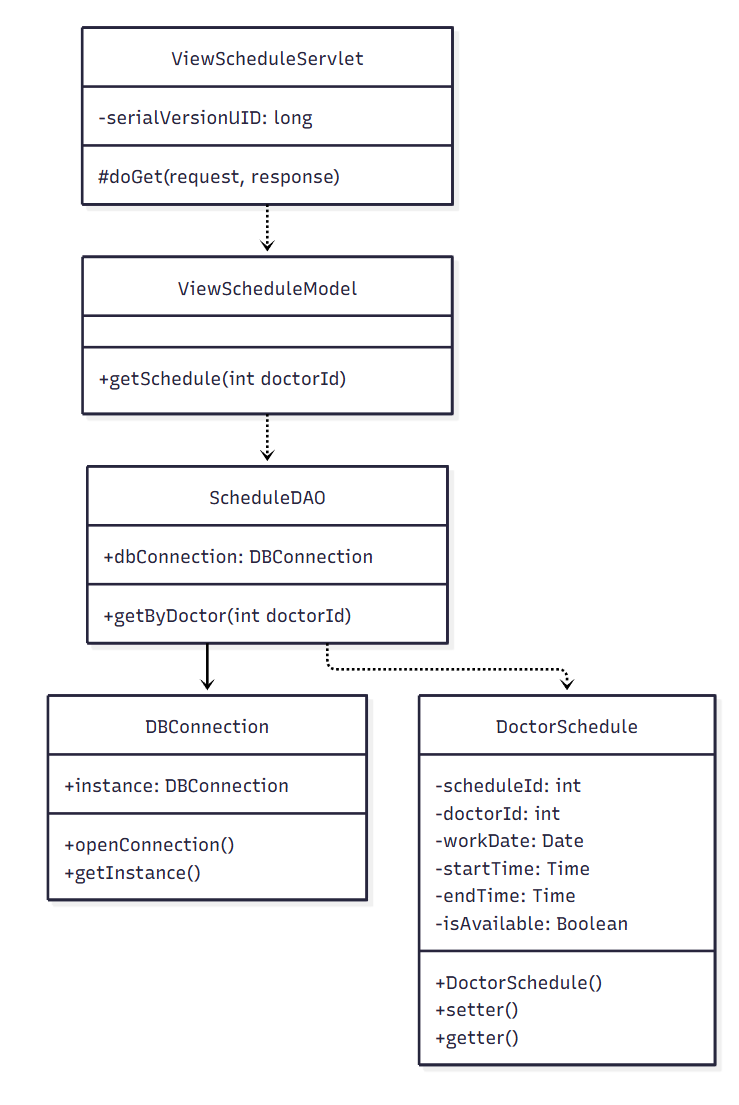 ViewScheduleServlet
-serialVersionUID: long
#doGet(request, response)
ViewScheduleModel
+getSchedule(int doctorId)
ScheduleDAO
+dbConnection: DBConnection
+getByDoctor(int doctorId)
DBConnection
+instance: DBConnection
+openConnection()
+getInstance()
DoctorSchedule
-scheduleId: int
-doctorId: int
-workDate: Date
-startTime: Time
-endTime: Time
-isAvailable: Boolean
+DoctorSchedule()
+setter()
+getter()